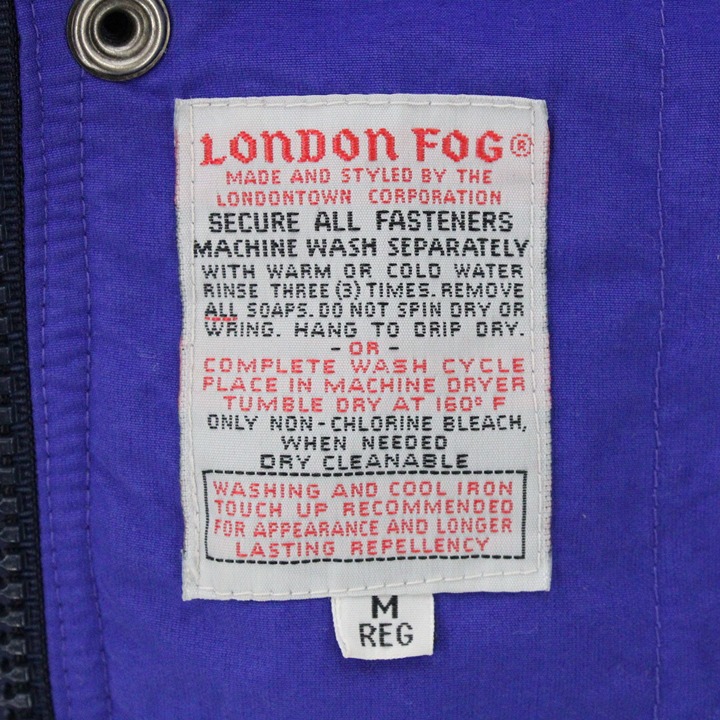 LONDON FOG®
MADE AND STYLED BY THE
LONDONTOWN CORPORATION
SECURE ALL FASTENERS
MACHINE WASH SEPARATELY
WITH WARM OR COLD WATER
RINSE THREE (3) TIMES. REMOVE
ALL SOAPS. DO NOT SPIN DRY OR
WRING. HANG TO DRIP DRY.
- OR -
COMPLETE WASH CYCLE
PLACE IN MACHINE DRYER
TUMBLE DRY AT 160° F
ONLY NON-CHLORINE BLEACH,
WHEN NEEDED
DRY CLEANABLE
WASHING AND COOL IRON
TOUCH UP RECOMMENDED
FOR APPEARANCE AND LONGER
LASTING REPELLENCY
M
REG